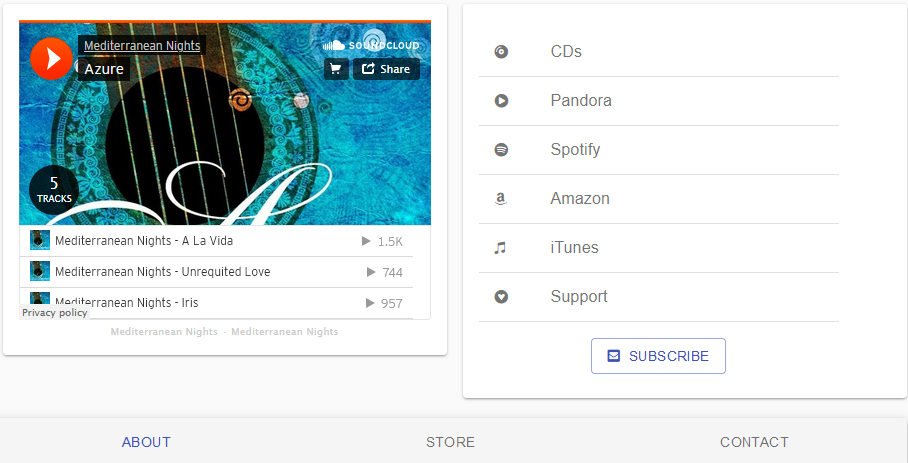 Mediterranean Nights
Azure
SOUNDCLOUD
Share
5
TRACKS
Mediterranean Nights - A La Vida 1.5K
Mediterranean Nights - Unrequited Love 744
Mediterranean Nights - Iris 957
Privacy policy
Mediterranean Nights · Mediterranean Nights
CDs
Pandora
Spotify
Amazon
iTunes
Support
SUBSCRIBE
ABOUT STORE CONTACT